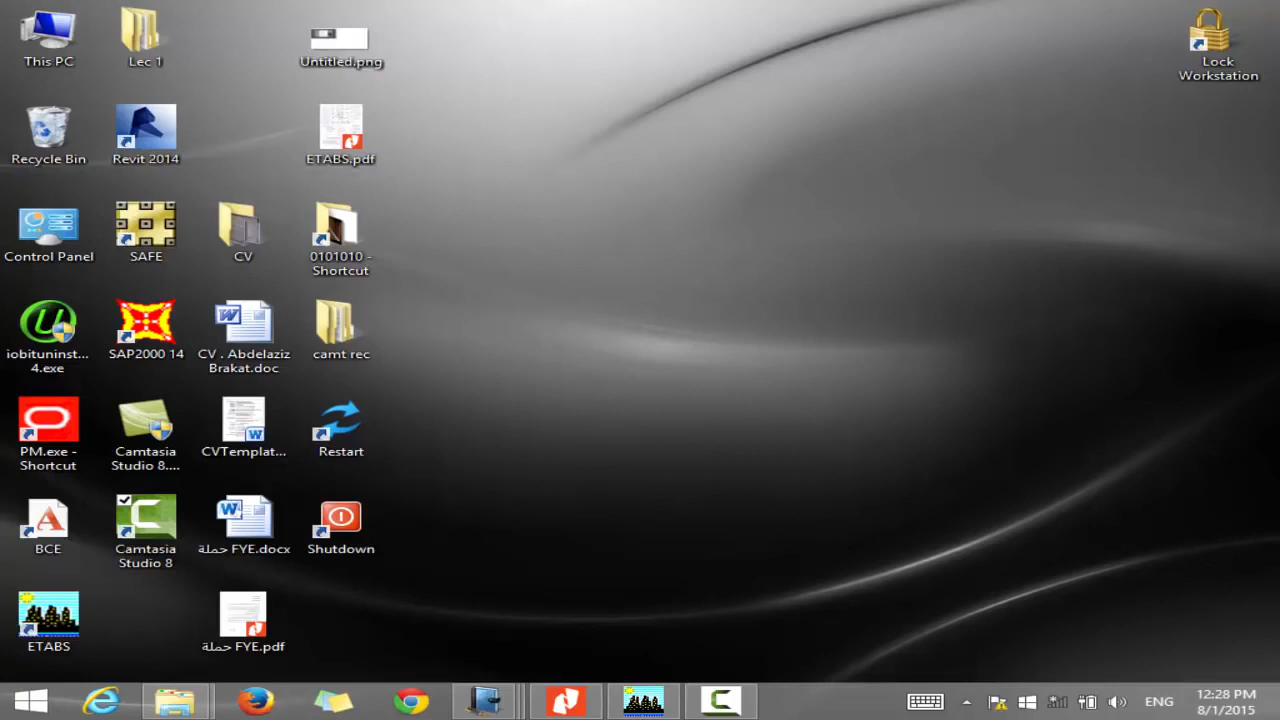 This PC
Lec 1
Untitled.png
Lock
Workstation
Recycle Bin
Revit 2014
ETABS.pdf
Control Panel
SAFE
CV
0101010 -
Shortcut
iobituninst...
4.exe
SAP2000 14
CV . Abdelaziz
Brakat.doc
camt rec
PM.exe -
Shortcut
Camtasia
Studio 8....
CVTemplat...
Restart
BCE
Camtasia
Studio 8
حملة FYE.docx
Shutdown
ETABS
حملة FYE.pdf
ENG
12:28 PM
8/1/2015